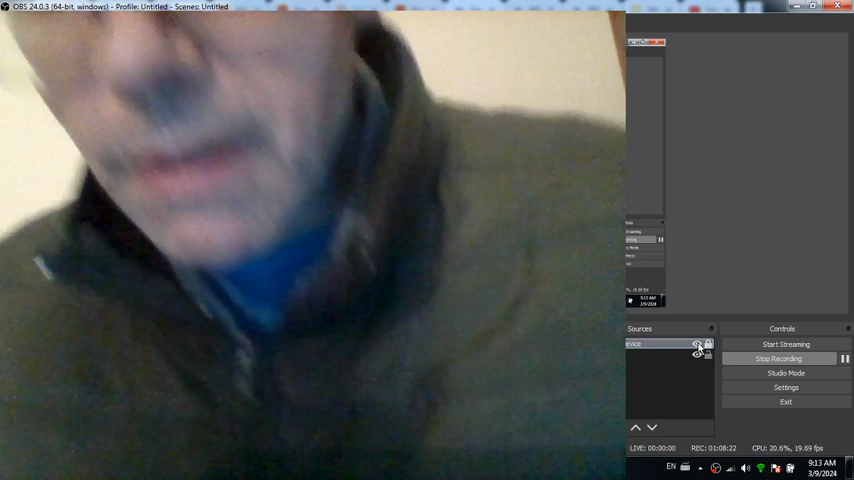 OBS 24.0.3 (64-bit, windows) - Profile: Untitled - Scenes: Untitled
Sources
Controls
evice
Start Streaming
Stop Recording
Studio Mode
Settings
Exit
LIVE: 00:00:00
REC: 01:08:22
CPU: 20.6%, 19.69 fps
EN
9:13 AM
3/9/2024